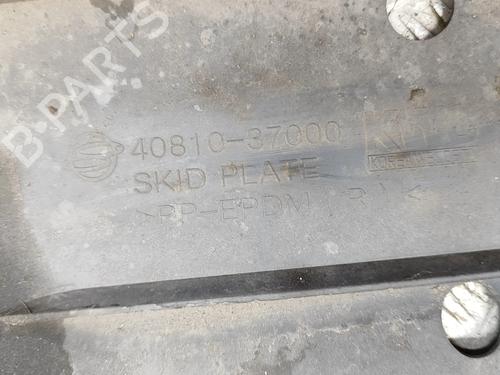 B-PARTS
40810-37000
SKID PLATE
>PP-EPDM